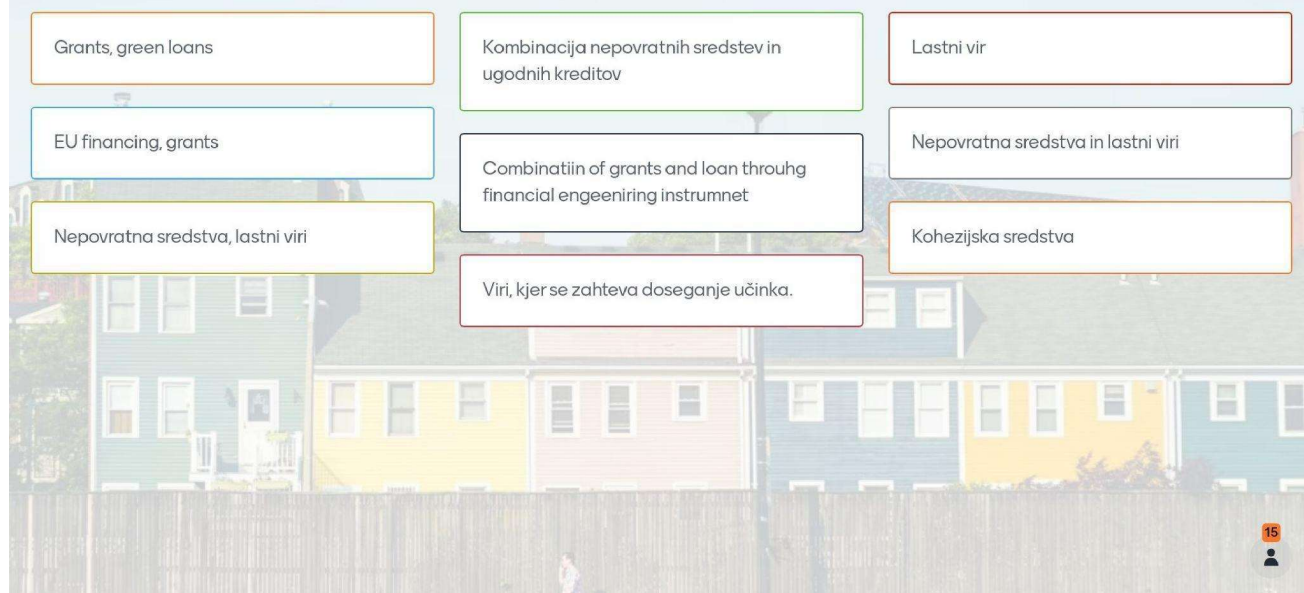 Grants, green loans
EU financing, grants
Nepovratna sredstva, lastni viri
Kombinacija nepovratnih sredstev in
ugodnih kreditov
Combinatiin of grants and loan throuhg
financial engeeniring instrumnet
Viri, kjer se zahteva doseganje učinka.
Lastni vir
Nepovratna sredstva in lastni viri
Kohezijska sredstva
15